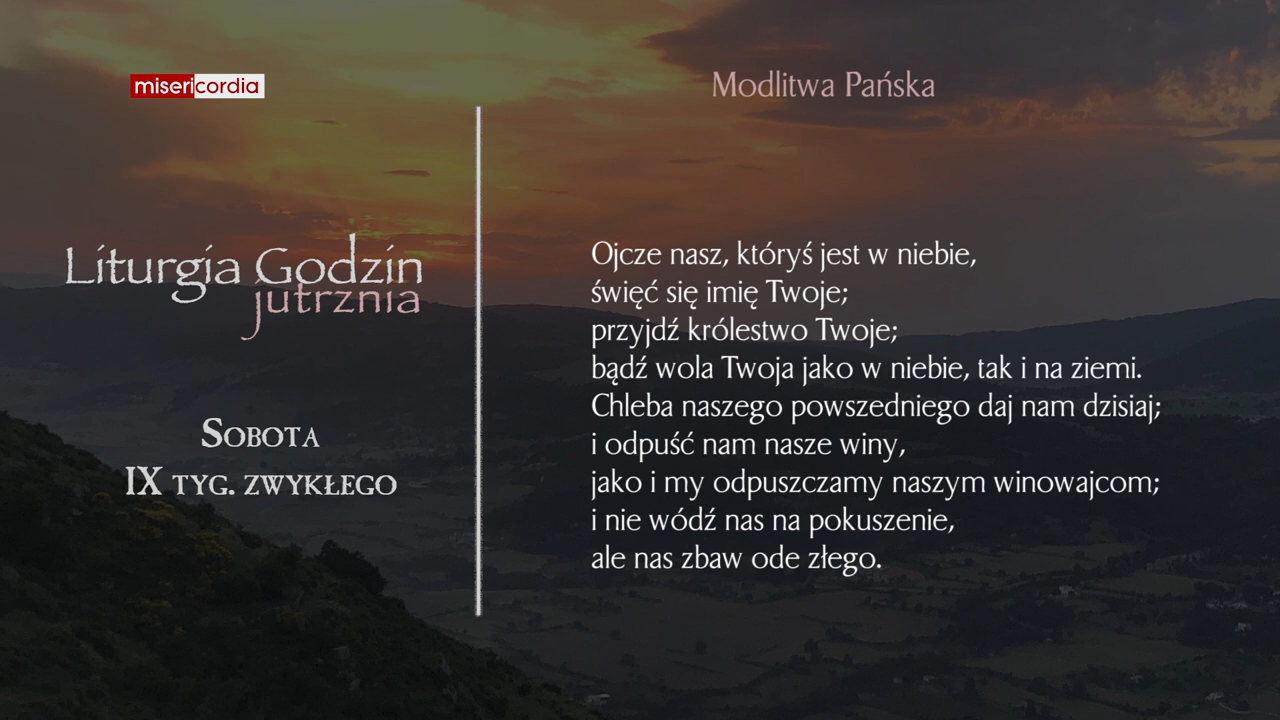 misericordia
Liturgia Godzin
jutrznia
Sobota
IX tyg. zwykłego
Modlitwa Pańska
Ojcze nasz, któryś jest w niebie,
święć się imię Twoje;
przyjdź królestwo Twoje;
bądź wola Twoja jako w niebie, tak i na ziemi.
Chleba naszego powszedniego daj nam dzisiaj;
i odpuść nam nasze winy,
jako i my odpuszczamy naszym winowajcom;
i nie wódź nas na pokuszenie,
ale nas zbaw ode złego.